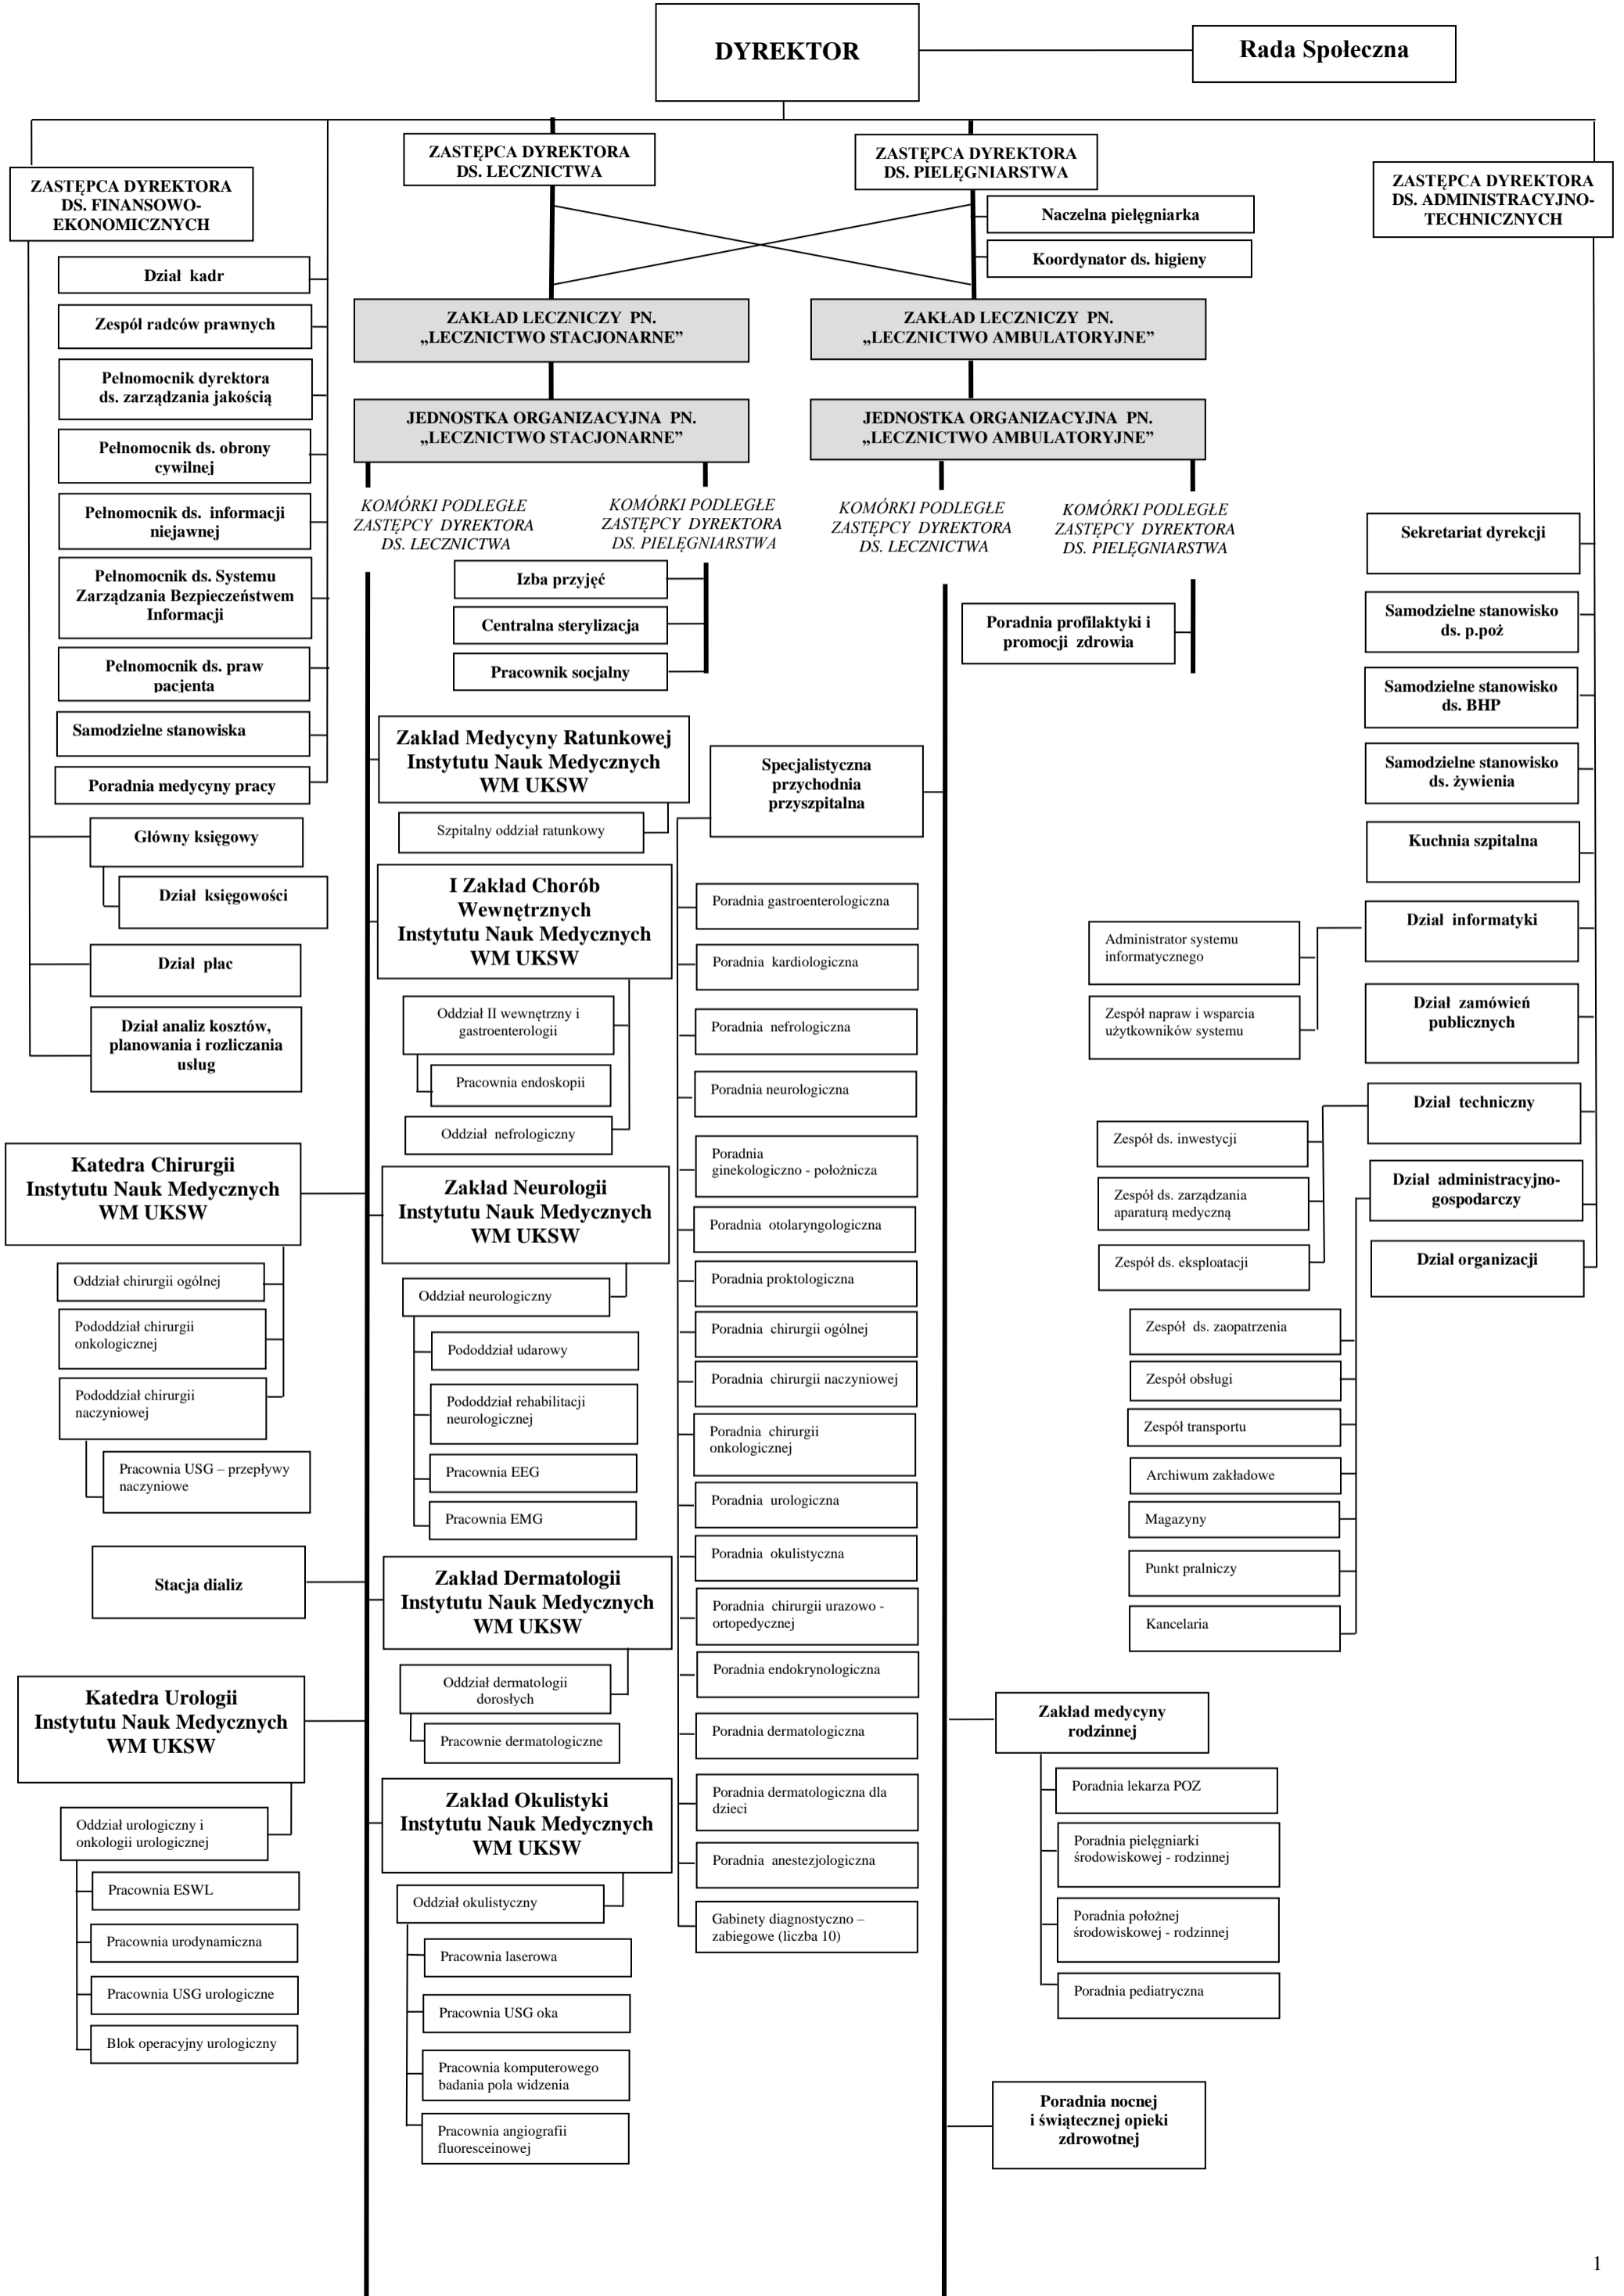 DYREKTOR
Rada Społeczna
ZASTĘPCA DYREKTORA
DS. FINANSOWO-
EKONOMICZNYCH
ZASTĘPCA DYREKTORA
DS. LECZNICTWA
ZASTĘPCA DYREKTORA
DS. PIELĘGNIARSTWA
ZASTĘPCA DYREKTORA
DS. ADMINISTRACYJNO-
TECHNICZNYCH
Naczelna pielęgniarka
Koordynator ds. higieny
Dział kadr
Zespół radców prawnych
Pełnomocnik dyrektora
ds. zarządzania jakością
Pełnomocnik ds. obrony
cywilnej
Pełnomocnik ds. informacji
niejawnej
Pełnomocnik ds. Systemu
Zarządzania Bezpieczeństwem
Informacji
Pełnomocnik ds. praw
pacjenta
Samodzielne stanowiska
Poradnia medycyny pracy
Główny księgowy
Dział księgowości
Dział płac
Dział analiz kosztów,
planowania i rozliczania
usług
ZAKŁAD LECZNICZY PN.
„LECZNICTWO STACJONARNE”
ZAKŁAD LECZNICZY PN.
„LECZNICTWO AMBULATORYJNE”
JEDNOSTKA ORGANIZACYJNA PN.
„LECZNICTWO STACJONARNE”
JEDNOSTKA ORGANIZACYJNA PN.
„LECZNICTWO AMBULATORYJNE”
KOMÓRKI PODLEGŁE
ZASTĘPCY DYREKTORA
DS. LECZNICTWA
KOMÓRKI PODLEGŁE
ZASTĘPCY DYREKTORA
DS. PIELĘGNIARSTWA
KOMÓRKI PODLEGŁE
ZASTĘPCY DYREKTORA
DS. LECZNICTWA
KOMÓRKI PODLEGŁE
ZASTĘPCY DYREKTORA
DS. PIELĘGNIARSTWA
Izba przyjęć
Centralna sterylizacja
Pracownik socjalny
Poradnia profilaktyki i
promocji zdrowia
Katedra Chirurgii
Instytutu Nauk Medycznych
WM UKSW
Oddział chirurgii ogólnej
Pododdział chirurgii
onkologicznej
Pododdział chirurgii
naczyniowej
Pracownia USG – przepływy
naczyniowe
Stacja dializ
Katedra Urologii
Instytutu Nauk Medycznych
WM UKSW
Oddział urologiczny i
onkologii urologicznej
Pracownia ESWL
Pracownia urodynamiczna
Pracownia USG urologiczne
Blok operacyjny urologiczny
Zakład Medycyny Ratunkowej
Instytutu Nauk Medycznych
WM UKSW
Szpitalny oddział ratunkowy
I Zakład Chorób
Wewnętrznych
Instytutu Nauk Medycznych
WM UKSW
Oddział II wewnętrzny i
gastroenterologii
Pracownia endoskopii
Oddział nefrologiczny
Zakład Neurologii
Instytutu Nauk Medycznych
WM UKSW
Oddział neurologiczny
Pododdział udarowy
Pododdział rehabilitacji
neurologicznej
Pracownia EEG
Pracownia EMG
Zakład Dermatologii
Instytutu Nauk Medycznych
WM UKSW
Oddział dermatologii
dorosłych
Pracownie dermatologiczne
Zakład Okulistyki
Instytutu Nauk Medycznych
WM UKSW
Oddział okulistyczny
Pracownia laserowa
Pracownia USG oka
Pracownia komputerowego
badania pola widzenia
Pracownia angiografii
fluoresceinowej
Specjalistyczna
przychodnia
przyszpitalna
Poradnia gastroenterologiczna
Poradnia kardiologiczna
Poradnia nefrologiczna
Poradnia neurologiczna
Poradnia
ginekologiczno - położnicza
Poradnia otolaryngologiczna
Poradnia proktologiczna
Poradnia chirurgii ogólnej
Poradnia chirurgii naczyniowej
Poradnia chirurgii
onkologicznej
Poradnia urologiczna
Poradnia okulistyczna
Poradnia chirurgii urazowo -
ortopedycznej
Poradnia endokrynologiczna
Poradnia dermatologiczna
Poradnia dermatologiczna dla
dzieci
Poradnia anestezjologiczna
Gabinety diagnostyczno –
zabiegowe (liczba 10)
Zakład medycyny
rodzinnej
Poradnia lekarza POZ
Poradnia pielęgniarki
środowiskowej - rodzinnej
Poradnia położnej
środowiskowej - rodzinnej
Poradnia pediatryczna
Poradnia nocnej
i świątecznej opieki
zdrowotnej
Sekretariat dyrekcji
Samodzielne stanowisko
ds. p.poż
Samodzielne stanowisko
ds. BHP
Samodzielne stanowisko
ds. żywienia
Kuchnia szpitalna
Dział informatyki
Administrator systemu
informatycznego
Zespół napraw i wsparcia
użytkowników systemu
Dział zamówień
publicznych
Dział techniczny
Zespół ds. inwestycji
Zespół ds. zarządzania
aparaturą medyczną
Zespół ds. eksploatacji
Dział administracyjno-
gospodarczy
Dział organizacji
Zespół ds. zaopatrzenia
Zespół obsługi
Zespół transportu
Archiwum zakładowe
Magazyny
Punkt pralniczy
Kancelaria
1